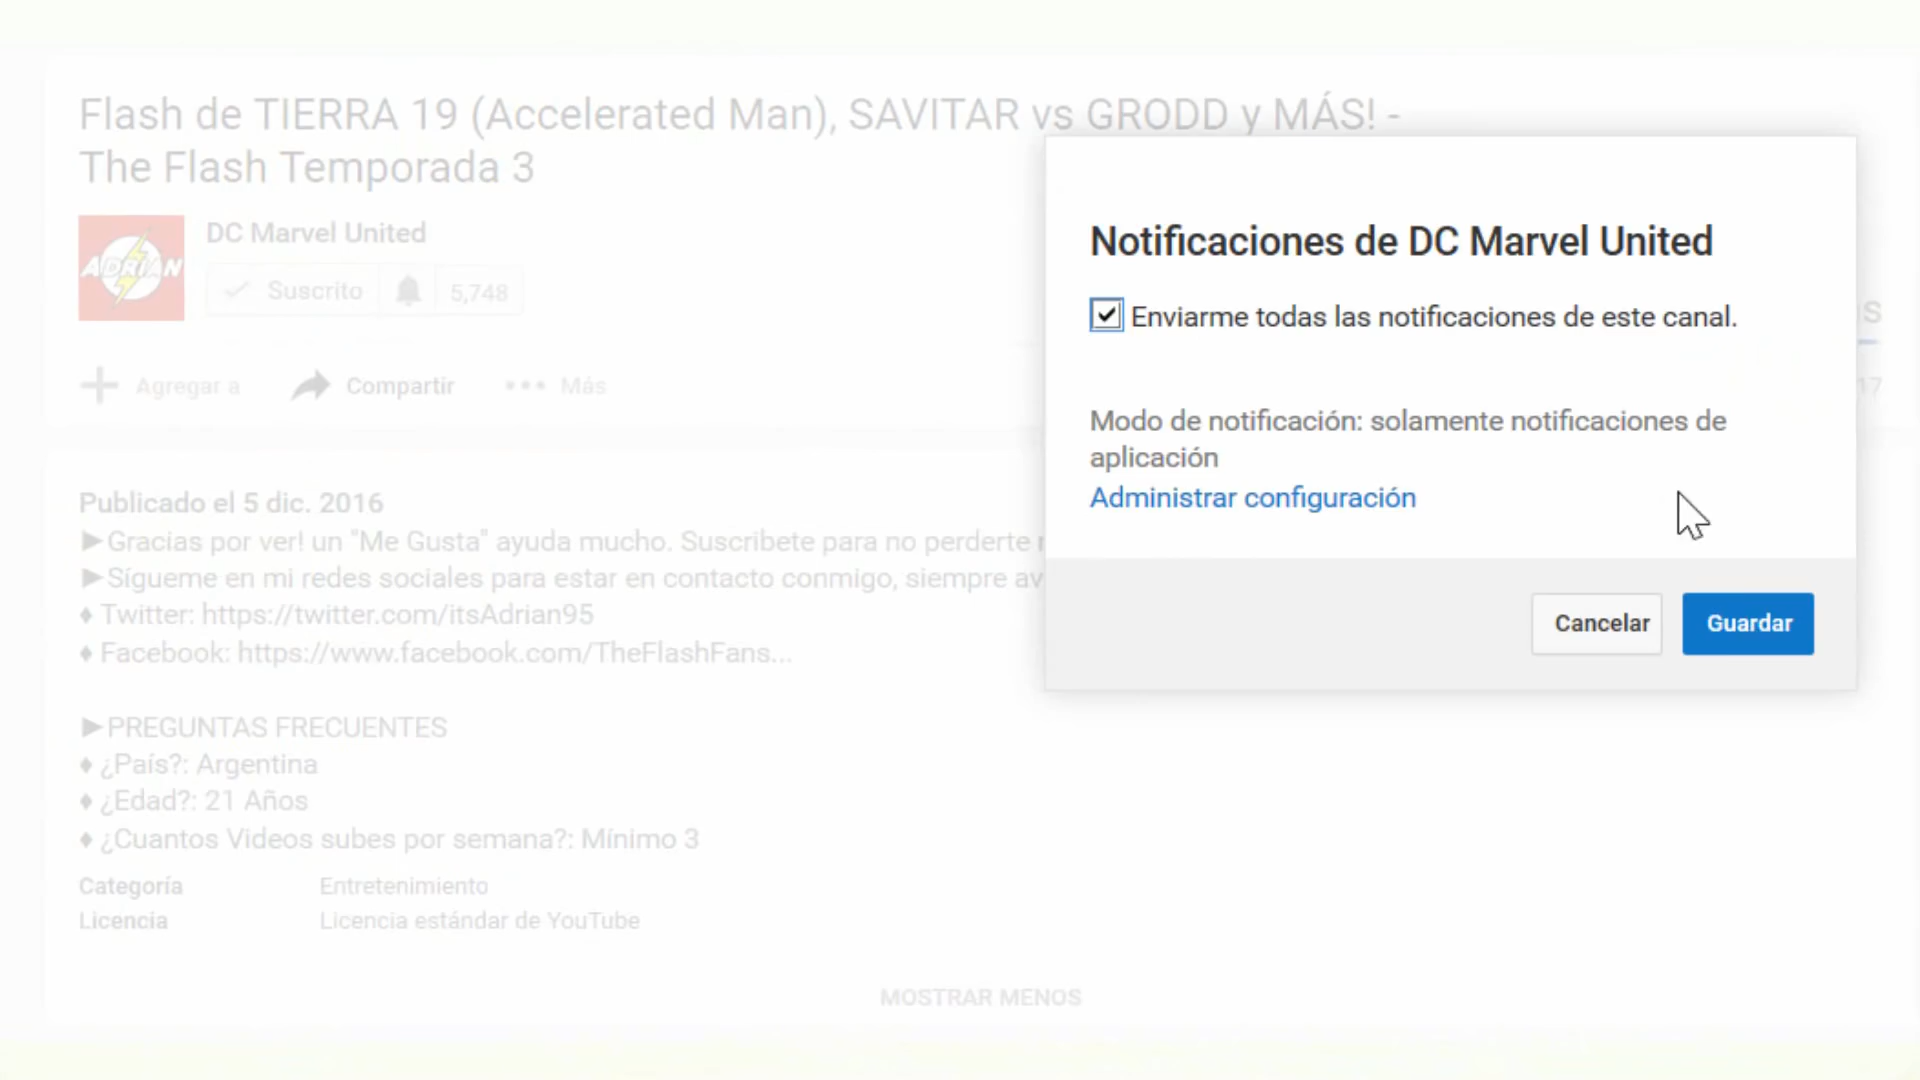 Flash de TIERRA 19 (Accelerated Man), SAVITAR vs GRODD y MÁS! -
The Flash Temporada 3
ADRIAN
DC Marvel United
Suscrito
5,748
Agregar a
Compartir
Más
Publicado el 5 dic. 2016
►Gracias por ver! un "Me Gusta" ayuda mucho. Suscribete para no perderte
►Sígueme en mi redes sociales para estar en contacto conmigo, siempre av
♦ Twitter: https://twitter.com/itsAdrian95
♦ Facebook: https://www.facebook.com/TheFlashFans...
►PREGUNTAS FRECUENTES
♦ ¿País?: Argentina
♦ ¿Edad?: 21 Años
♦ ¿Cuantos Videos subes por semana?: Mínimo 3
Categoría Entretenimiento
Licencia Licencia estándar de YouTube
MOSTRAR MENOS
Notificaciones de DC Marvel United
Enviarme todas las notificaciones de este canal.
Modo de notificación: solamente notificaciones de
aplicación
Administrar configuración
Cancelar
Guardar
s
17